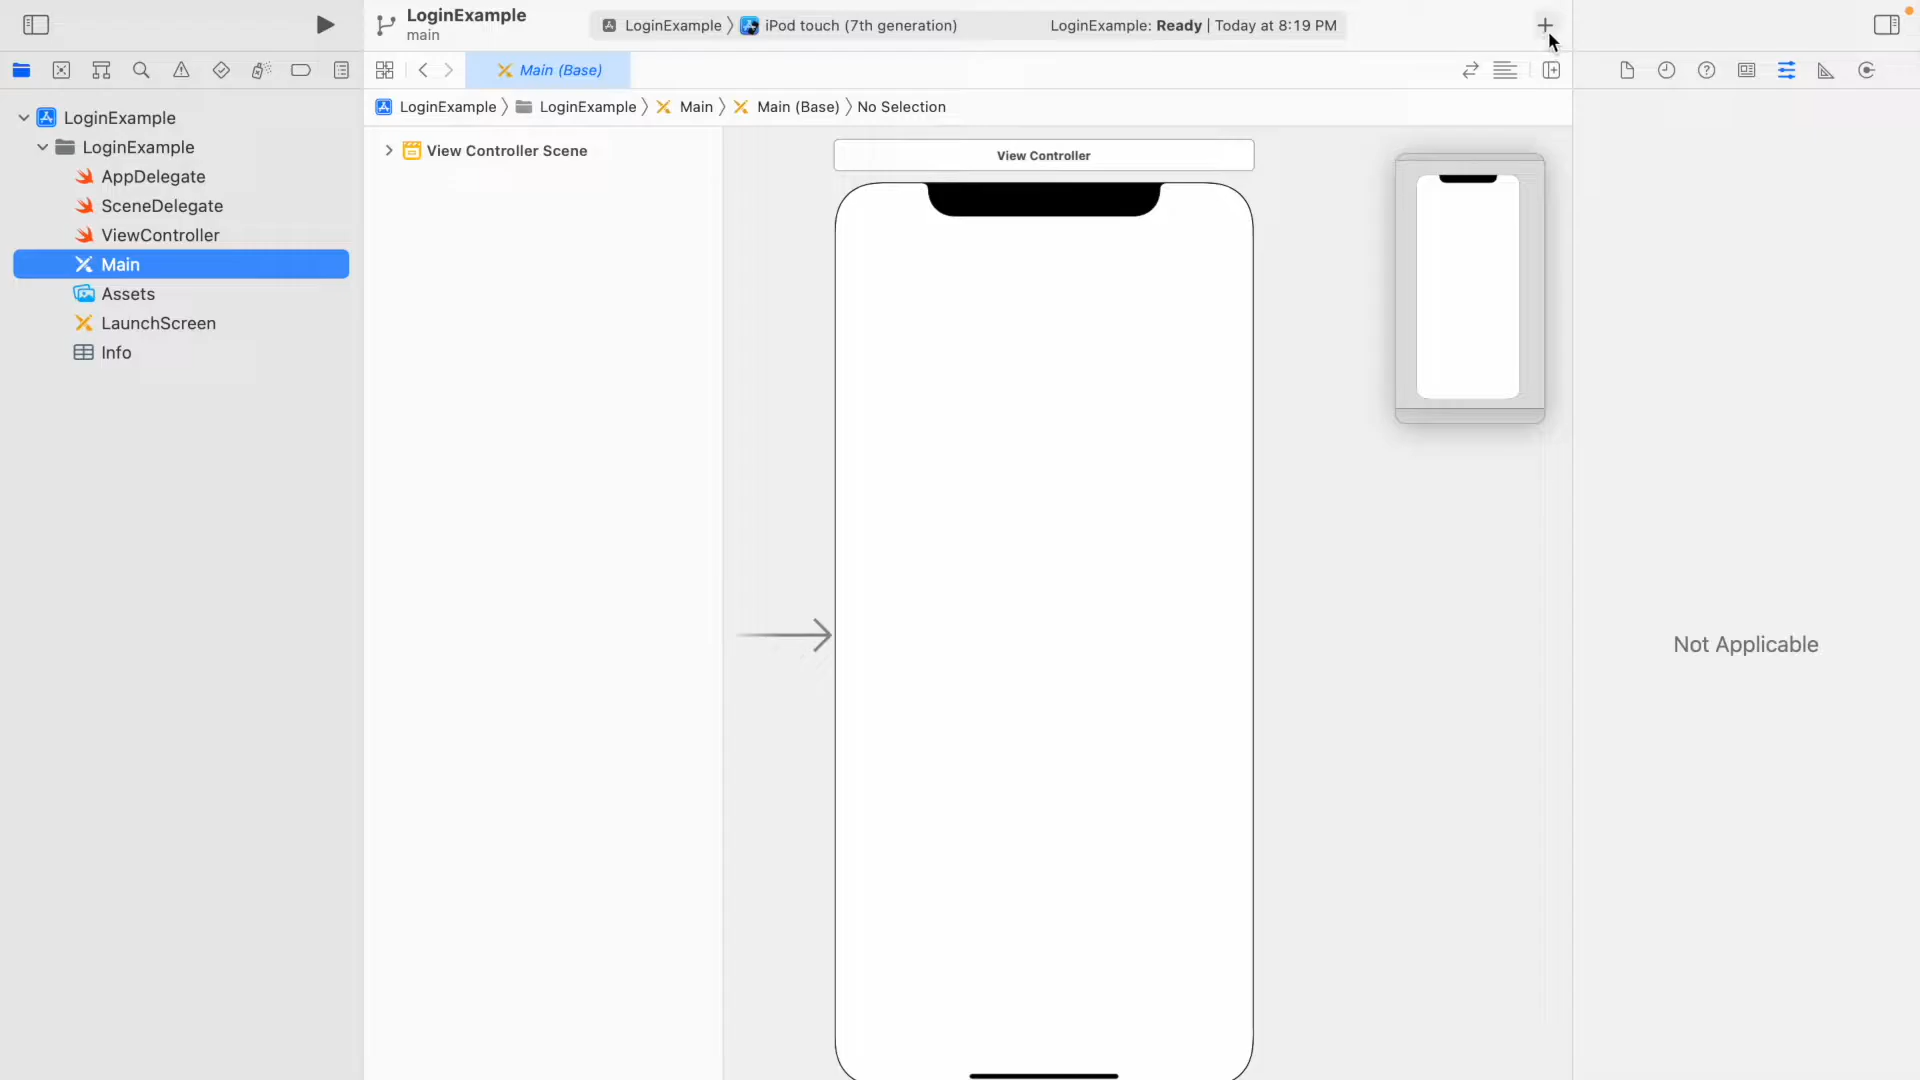 LoginExample
main
LoginExample 〉 iPod touch (7th generation)
LoginExample: Ready | Today at 8:19 PM
Main (Base)
LoginExample 〉 LoginExample 〉 Main 〉 Main (Base) 〉 No Selection
LoginExample
LoginExample
AppDelegate
SceneDelegate
ViewController
Main
Assets
LaunchScreen
Info
View Controller Scene
View Controller
Not Applicable